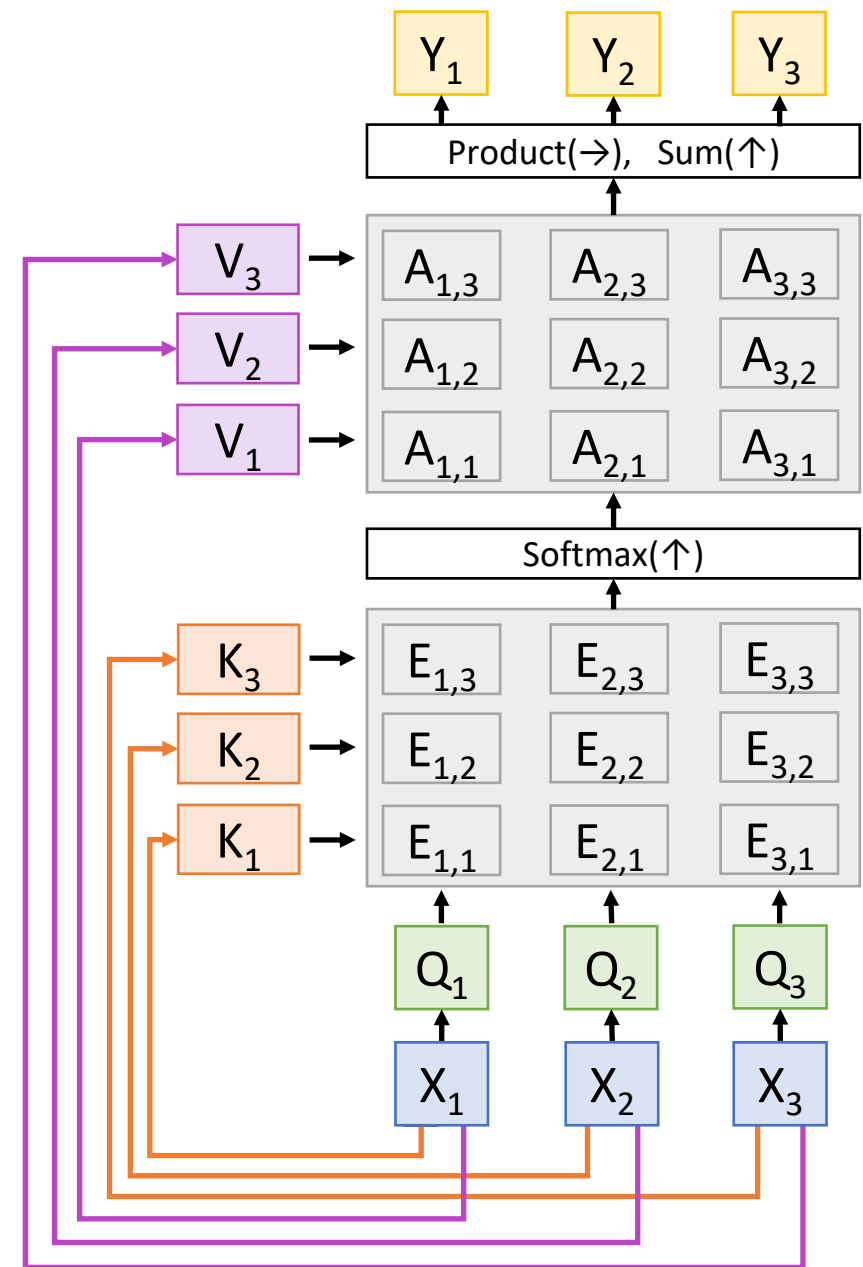 Y₁ Y₂ Y₃
Product(→), Sum(↑)
V₃ A₁,₃ A₂,₃ A₃,₃
V₂ A₁,₂ A₂,₂ A₃,₂
V₁ A₁,₁ A₂,₁ A₃,₁
Softmax(↑)
K₃ E₁,₃ E₂,₃ E₃,₃
K₂ E₁,₂ E₂,₂ E₃,₂
K₁ E₁,₁ E₂,₁ E₃,₁
Q₁ Q₂ Q₃
X₁ X₂ X₃